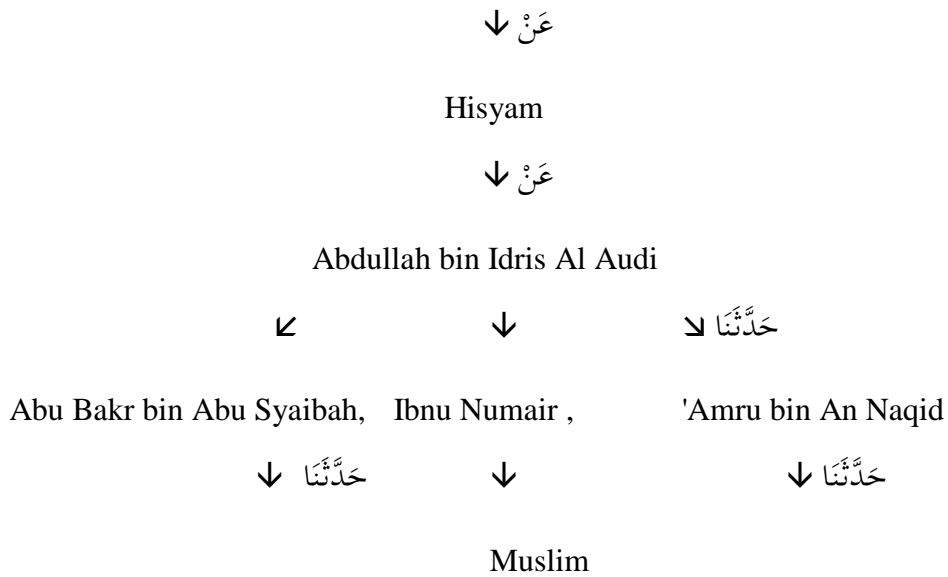 عَنْ ↓
Hisyam
عَنْ ↓
Abdullah bin Idris Al Audi
↙ ↓ ↘ حَدَّثَنَا
Abu Bakr bin Abu Syaibah, Ibnu Numair , 'Amru bin An Naqid
↓ حَدَّثَنَا ↓ ↓ حَدَّثَنَا
Muslim